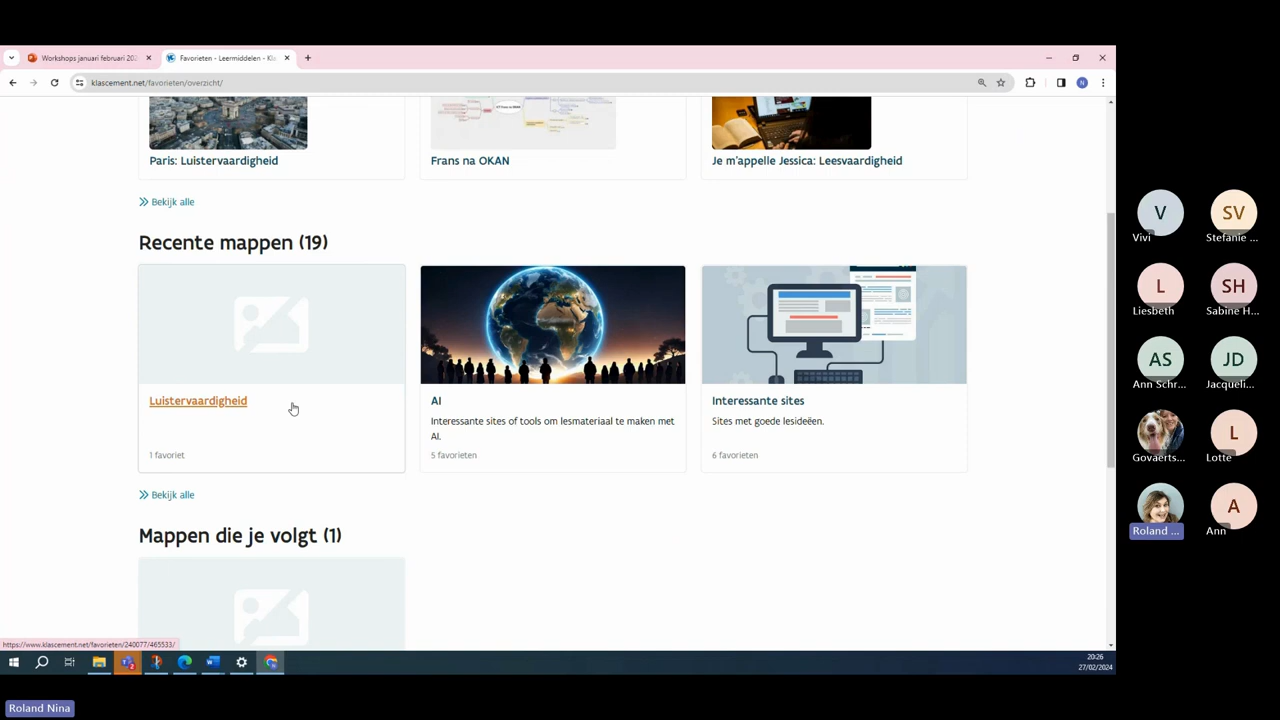 Workshops januari februari 202
Favorieten - Leermiddelen - Kla
klascement.net/favorieten/overzicht/
N
Paris: Luistervaardigheid
Frans na OKAN
Je m'appelle Jessica: Leesvaardigheid
Bekijk alle
Recente mappen (19)
Luistervaardigheid
1 favoriet
AI
Interessante sites of tools om lesmateriaal te maken met
AI.
5 favorieten
Interessante sites
Sites met goede lesideeën.
6 favorieten
Bekijk alle
Mappen die je volgt (1)
https://www.klascement.net/favorieten/240077/465533/
20:26
27/02/2024
V
Vivi
SV
Stefanie ...
L
Liesbeth
SH
Sabine H...
AS
Ann Schr...
JD
Jacqueli...
Govaerts...
L
Lotte
Roland ...
A
Ann
Roland Nina